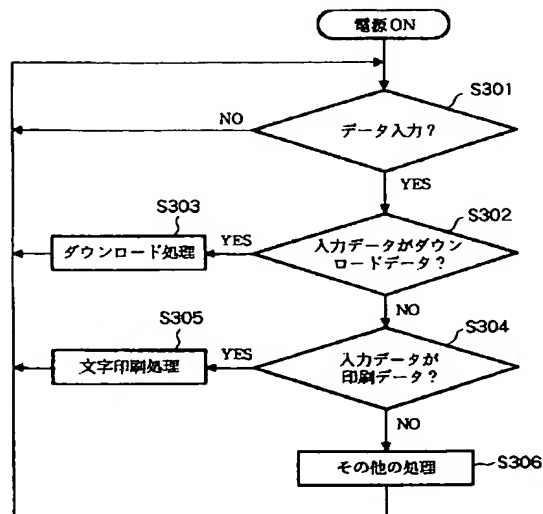 電源ON
S301
データ入力?
NO
YES
S303
S302
ダウンロード処理
YES
入力データがダウン
ロードデータ?
NO
S305
S304
文字印刷処理
YES
入力データが
印刷データ?
NO
その他の処理
S306